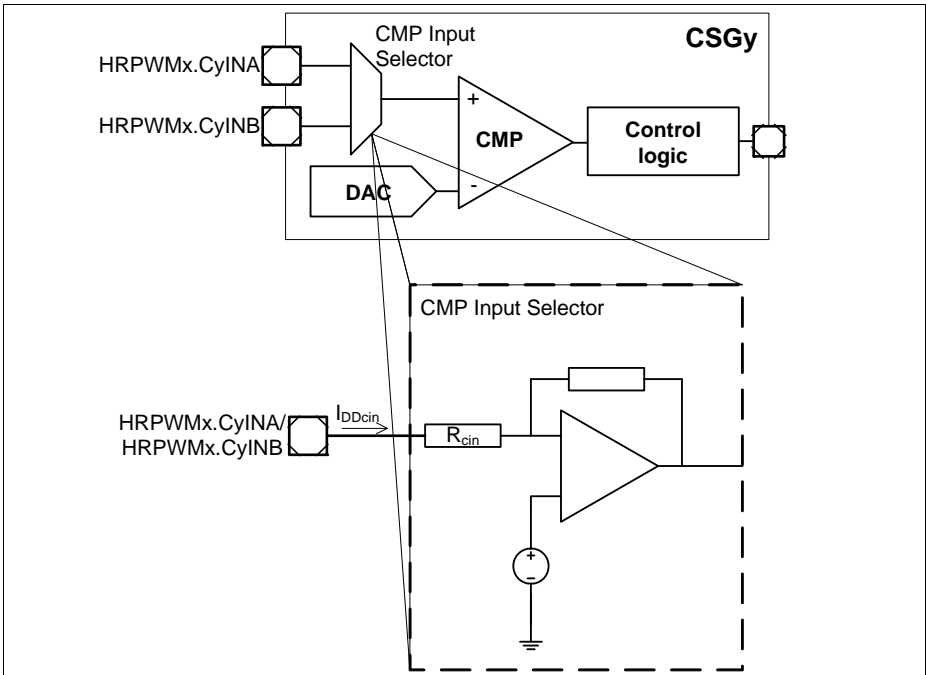 CMP Input
Selector
CSGy
HRPWMx.CyINA
HRPWMx.CyINB
+
CMP
-
Control
logic
DAC
CMP Input Selector
HRPWMx.CyINA/
HRPWMx.CyINB
IDDcin
Rcin
+
–